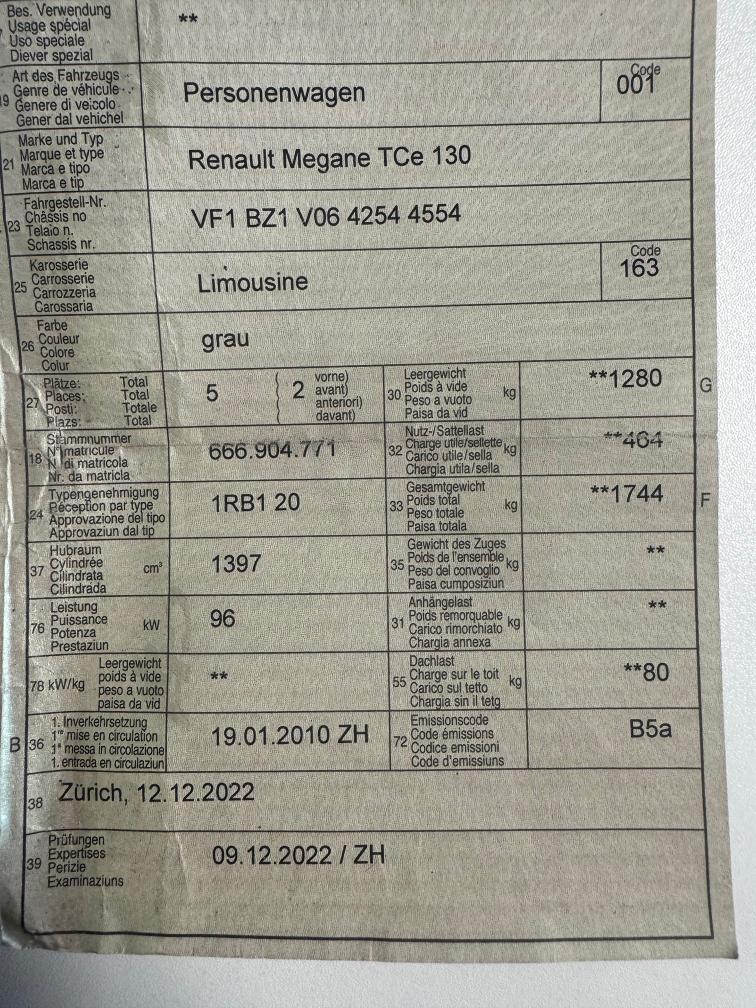 Bes. Verwendung
Usage spécial
Uso speciale
Diever spezial
**
19
Art des Fahrzeugs
Genre de véhicule
Genere di veicolo
Gener dal vehichel
Personenwagen
Code
001
21
Marke und Typ
Marque et type
Marca e tipo
Marca e tip
Renault Megane TCe 130
23
Fahrgestell-Nr.
Châssis no
Telaio n.
Schassis nr.
VF1 BZ1 V06 4254 4554
25
Karosserie
Carrosserie
Carrozzeria
Carossaria
Limousine
Code
163
26
Farbe
Couleur
Colore
Colur
grau
27
Plätze: Total
Places: Total
Posti: Totale
Plazs: Total
5
( 2 vorne)
avant)
anteriori)
davant)
30
Leergewicht
Poids à vide
Peso a vuoto
Paisa da vid
kg
**1280
G
18
Stammnummer
N° matricule
N° di matricola
Nr. da matricla
666.904.771
32
Nutz-/Sattellast
Charge utile/sellette
Carico utile/sella
Chargia utila/sella
kg
**464
24
Typengenehmigung
Réception par type
Approvazione del tipo
Approvaziun dal tip
1RB1 20
33
Gesamtgewicht
Poids total
Peso totale
Paisa totala
kg
**1744
F
37
Hubraum
Cylindrée
Cilindrata
Cilindrada
cm³
1397
35
Gewicht des Zuges
Poids de l'ensemble
Peso del convoglio
Paisa cumposiziun
kg
**
76
Leistung
Puissance
Potenza
Prestaziun
kW
96
31
Anhängelast
Poids remorquable
Carico rimorchiato
Chargia annexa
kg
**
78 kW/kg
Leergewicht
poids à vide
peso a vuoto
paisa da vid
**
55
Dachlast
Charge sur le toit
Carico sul tetto
Chargia sin il tetg
kg
**80
B
36
1. Inverkehrsetzung
1re mise en circulation
1a messa in circolazione
1. entrada en circulaziun
19.01.2010 ZH
72
Emissionscode
Code émissions
Codice emissioni
Code d'emissiuns
B5a
38
Zürich, 12.12.2022
39
Prüfungen
Expertises
Perizie
Examinaziuns
09.12.2022 / ZH